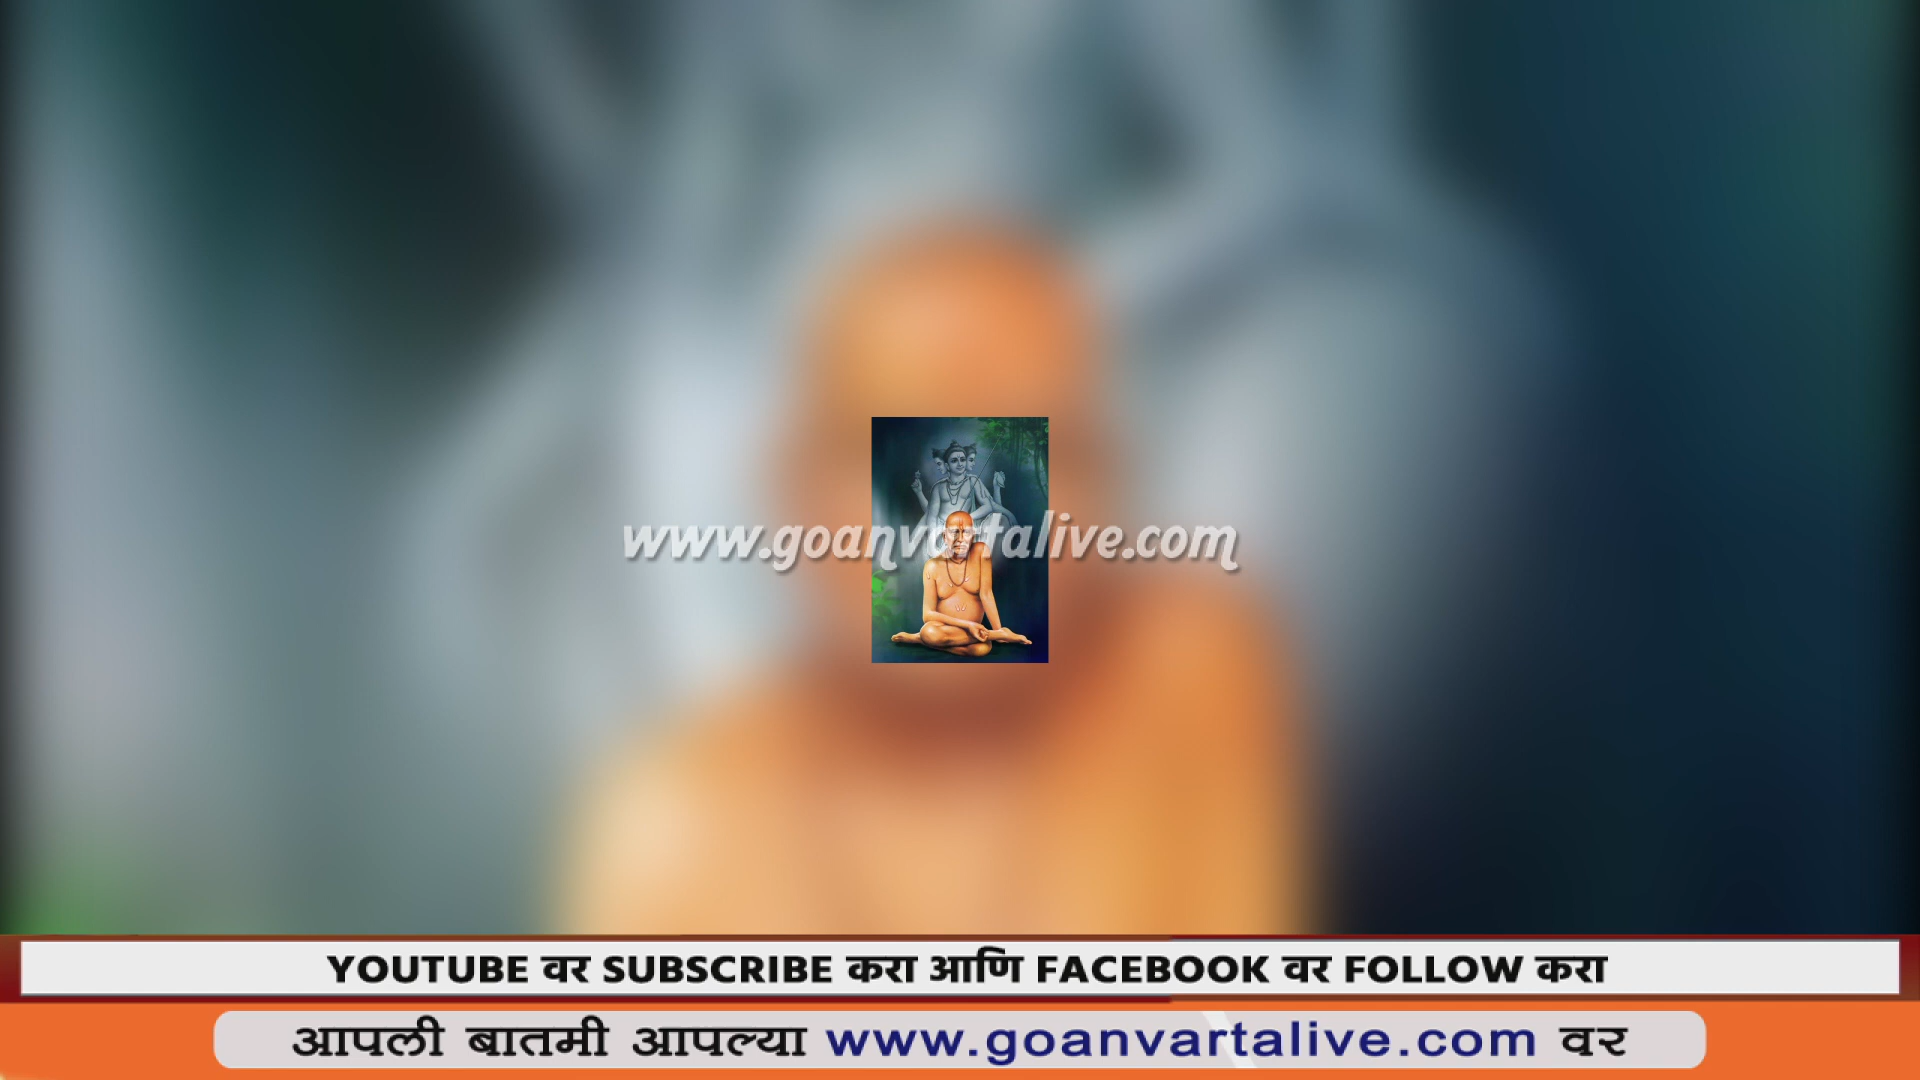 www.goanvartalive.com
YOUTUBE वर SUBSCRIBE करा आणि FACEBOOK वर FOLLOW करा
आपली बातमी आपल्या www.goanvartalive.com वर